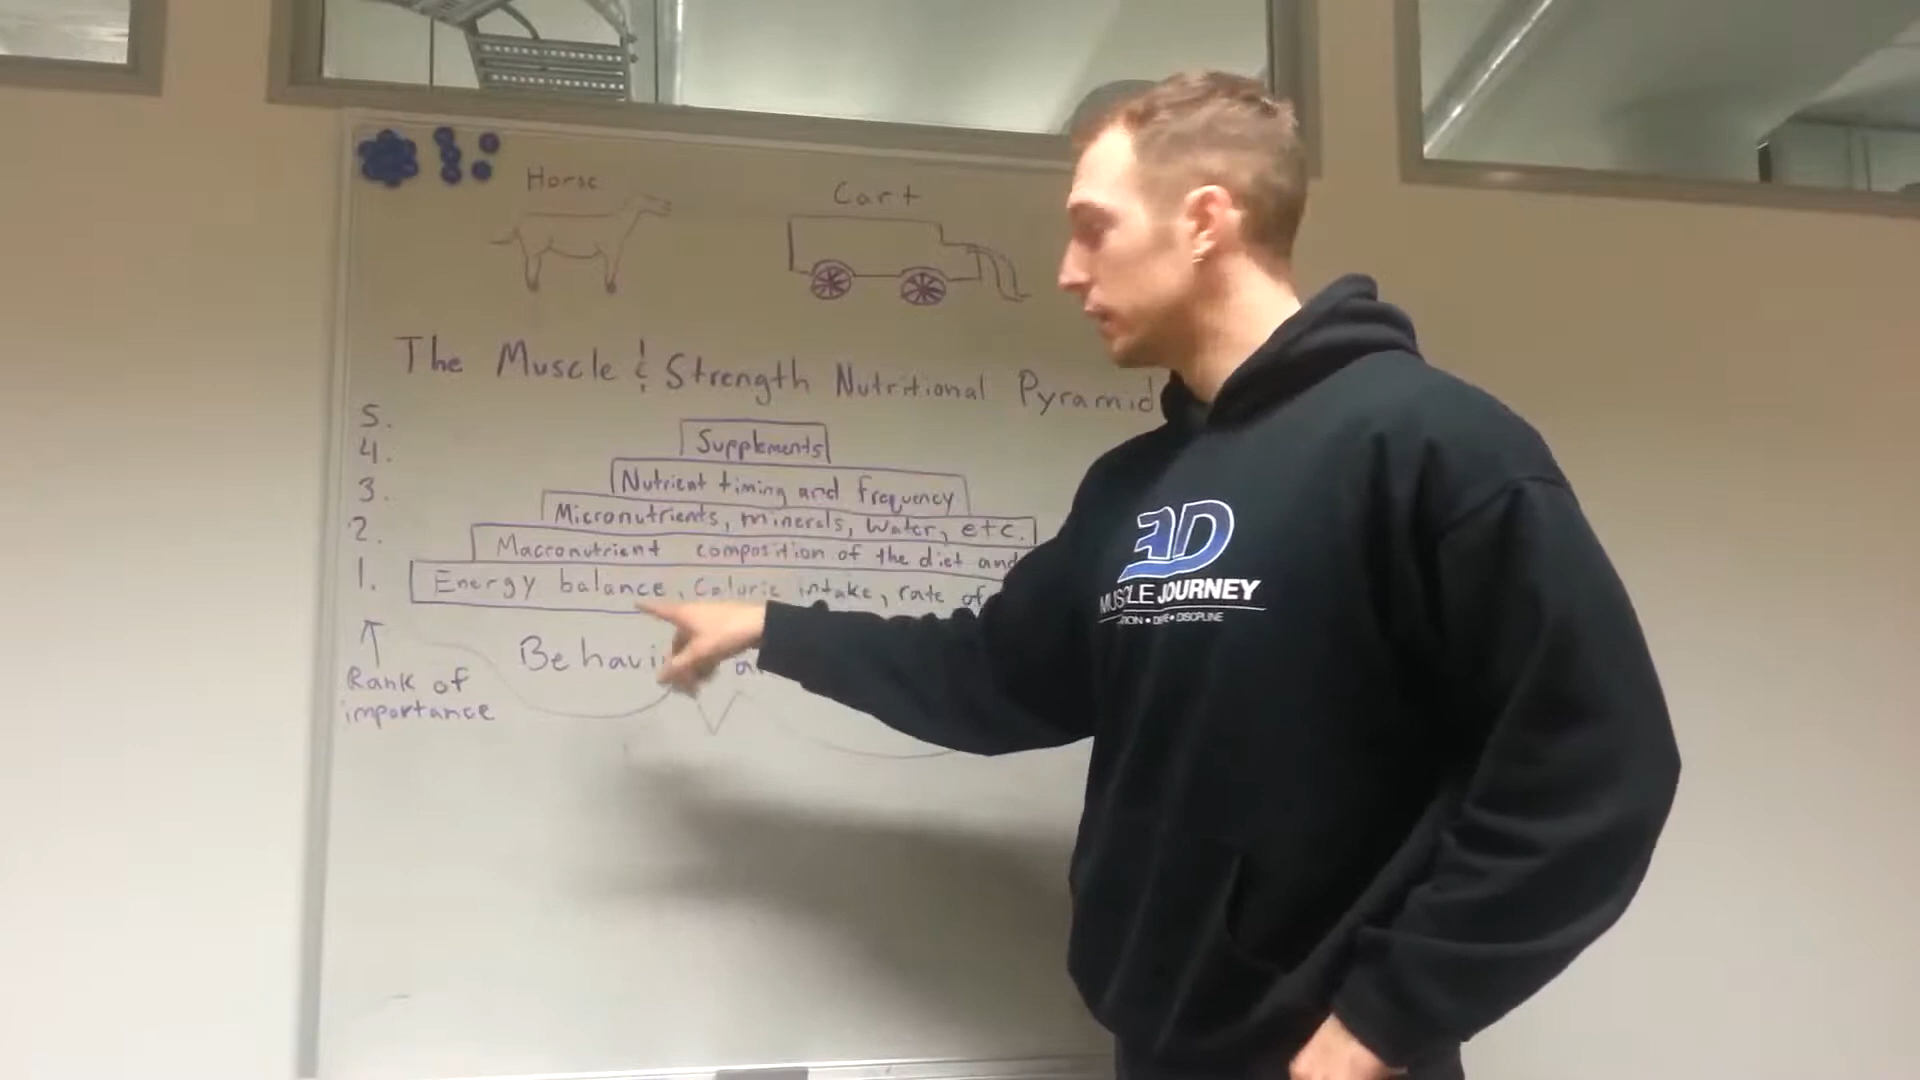 Horse
Cart
The Muscle & Strength Nutritional Pyramid
5.
Supplements
4.
Nutrient timing and frequency
3.
Micronutrients, minerals, water, etc.
2.
Macronutrient composition of the diet and
1.
Energy balance, Caloric intake, rate of
Rank of
importance
3D
MUSCLE JOURNEY
DISCIPLINE